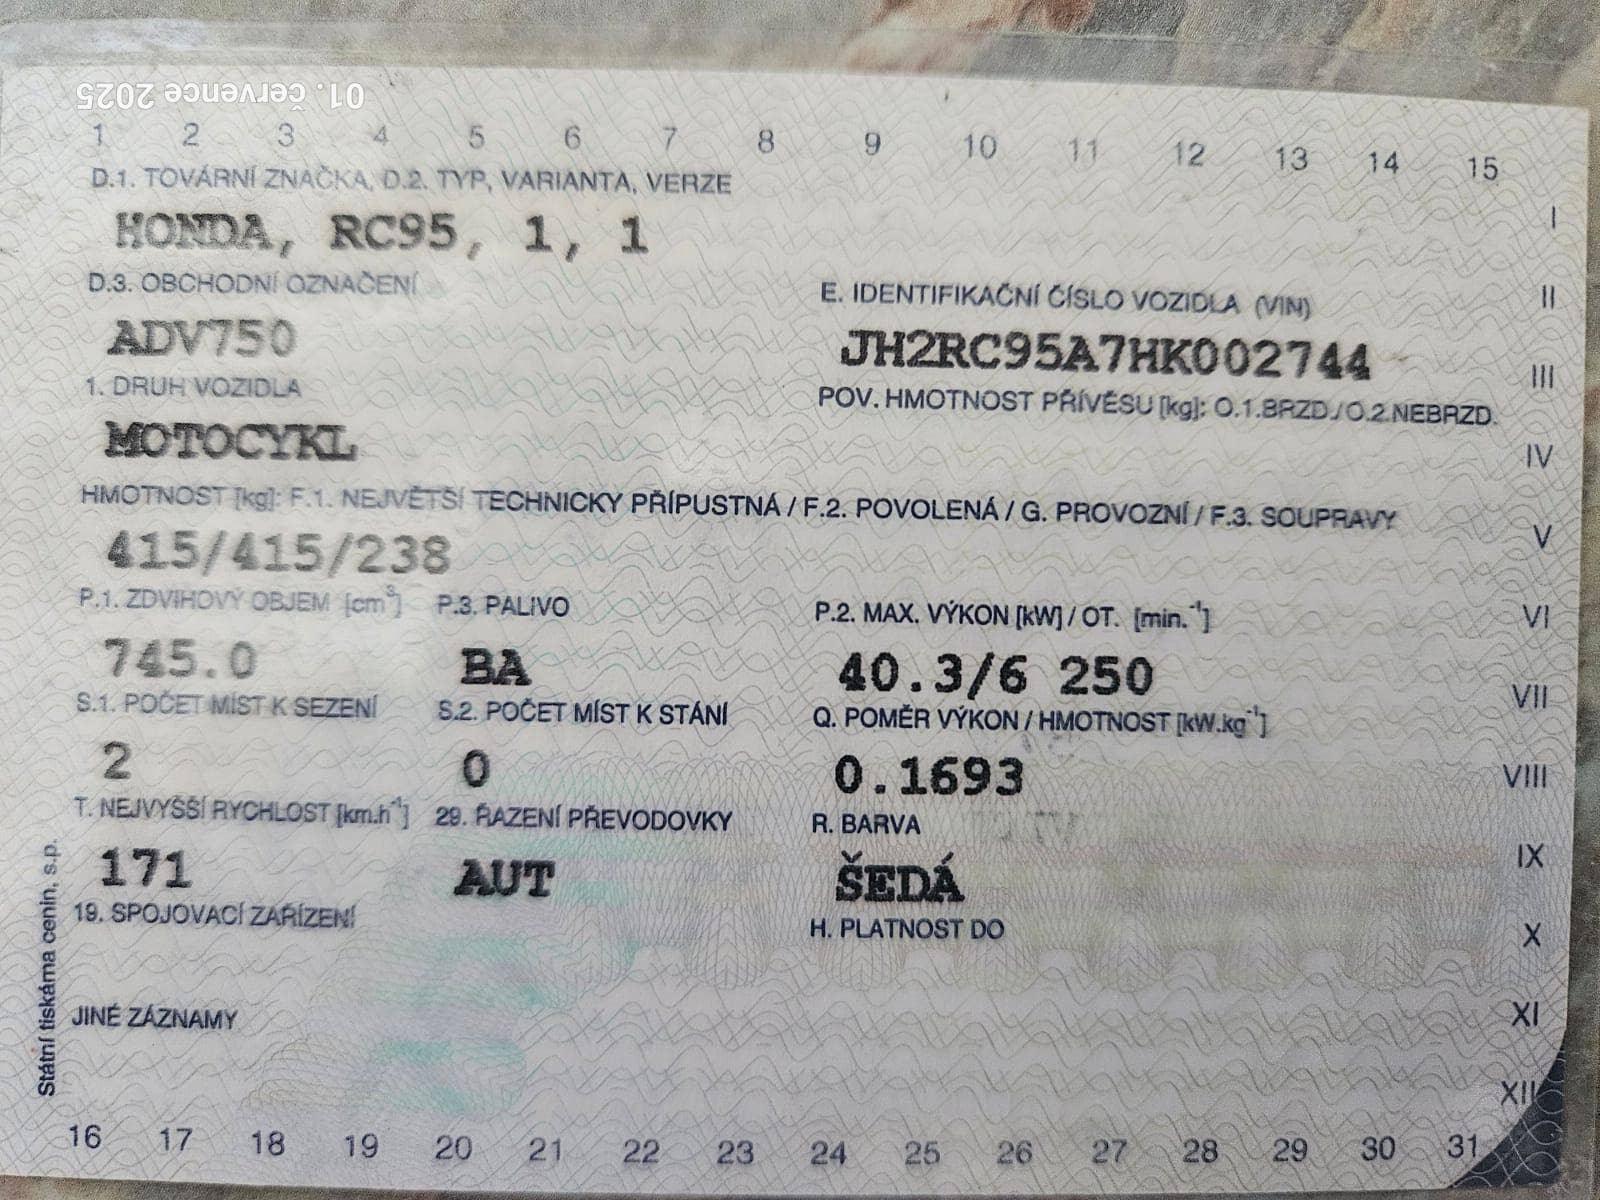 01. července 2025
1 2 3 4 5 6 7 8 9 10 11 12 13 14 15
D.1. TOVÁRNÍ ZNAČKA, D.2. TYP, VARIANTA, VERZE
HONDA, RC95, 1, 1
I
D.3. OBCHODNÍ OZNAČENÍ
E. IDENTIFIKAČNÍ ČÍSLO VOZIDLA (VIN)
II
ADV750
JH2RC95A7HK002744
III
1. DRUH VOZIDLA
POV. HMOTNOST PŘÍVĚSU [kg]: O.1.BRZD./O.2.NEBRZD.
MOTOCYKL
IV
HMOTNOST [kg]: F.1. NEJVĚTŠÍ TECHNICKY PŘÍPUSTNÁ / F.2. POVOLENÁ / G. PROVOZNÍ / F.3. SOUPRAVY
415/415/238
V
P.1. ZDVIHOVÝ OBJEM [cm³]
P.3. PALIVO
P.2. MAX. VÝKON [kW] / OT. [min.⁻¹]
VI
745.0
BA
40.3/6 250
VII
S.1. POČET MÍST K SEZENÍ
S.2. POČET MÍST K STÁNÍ
Q. POMĚR VÝKON / HMOTNOST [kW.kg⁻¹]
2
0
0.1693
VIII
T. NEJVYŠŠÍ RYCHLOST [km.h⁻¹]
29. ŘAZENÍ PŘEVODOVKY
R. BARVA
171
AUT
ŠEDÁ
IX
19. SPOJOVACÍ ZAŘÍZENÍ
H. PLATNOST DO
X
JINÉ ZÁZNAMY
XI
XII
Státní tiskárna cenin, s.p.
16 17 18 19 20 21 22 23 24 25 26 27 28 29 30 31